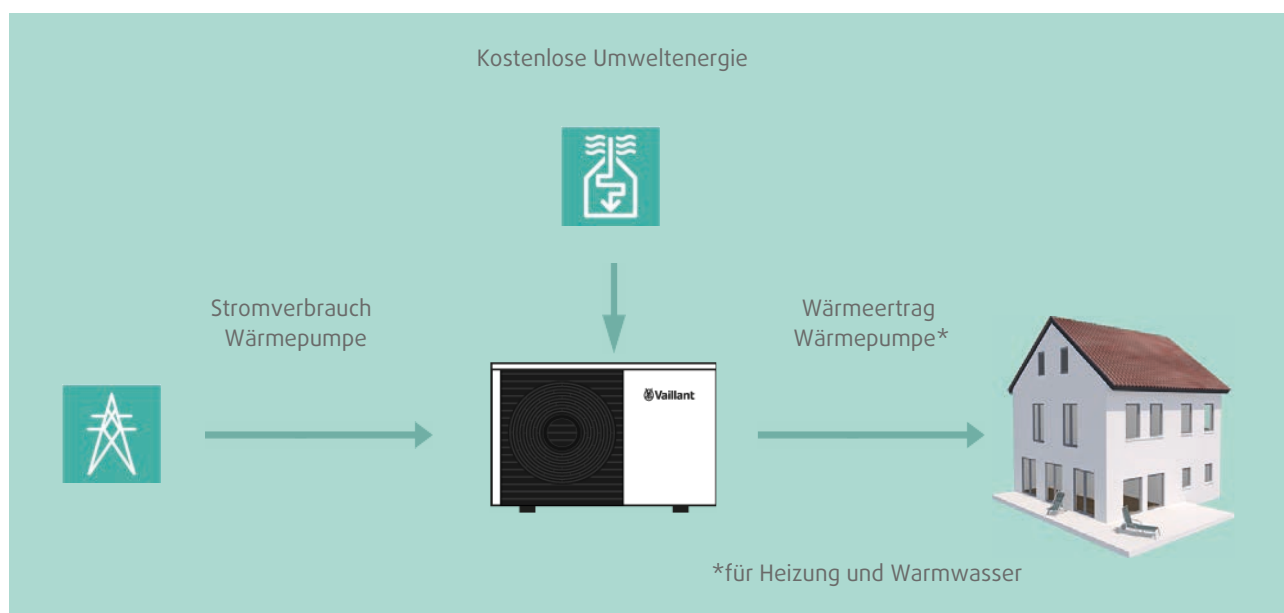 Kostenlose Umweltenergie
Stromverbrauch
Wärmepumpe
Wärmeertrag
Wärmepumpe*
Vaillant
*für Heizung und Warmwasser